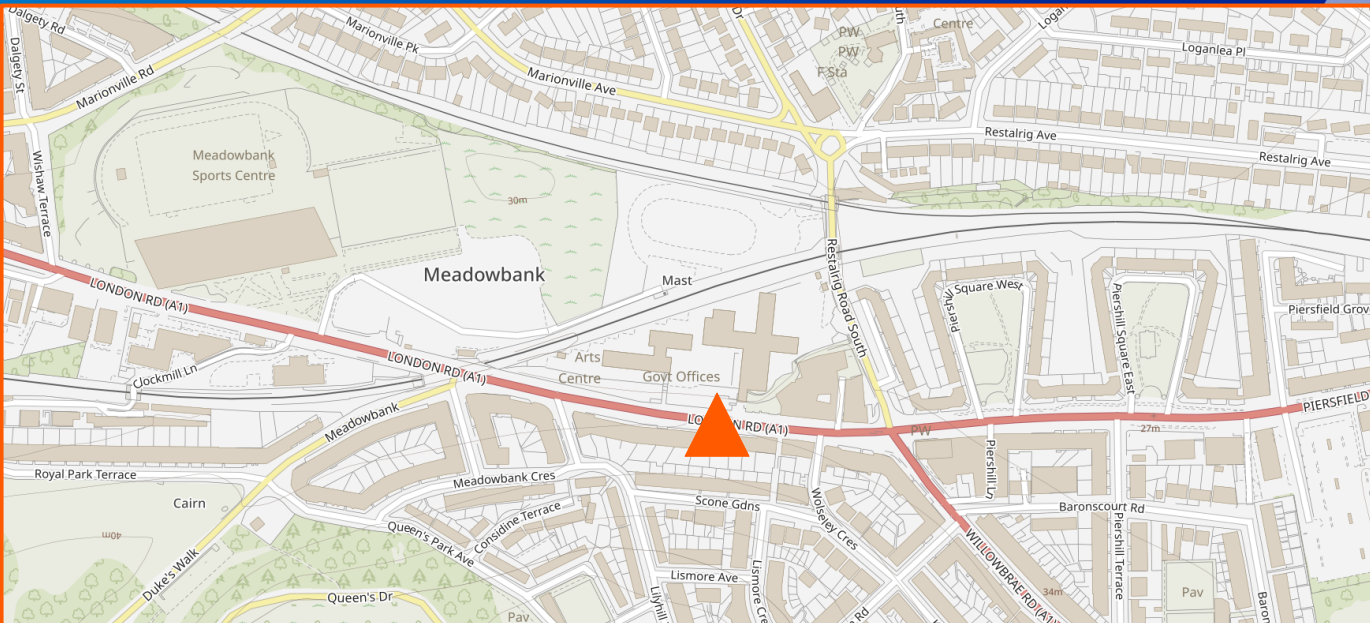 Dalgety Rd
Dalgety St
Marionville Rd
Marionville Pk
Marionville Ave
Dr
PW
PW
F Sta
Centre
Loganlea Pl
Restalrig Ave
Restalrig Ave
Meadowbank
Sports Centre
Wishaw Terrace
30m
Meadowbank
Mast
Restalrig Road South
Square West
Piershill Square East
Piersfield Grov
LONDON RD (A1)
LONDON RD (A1)
Clockmill Ln
Arts
Centre
Govt Offices
PW
27m
PIERSFIELD
Meadowbank
Royal Park Terrace
Cairn
40m
Duke's Walk
Meadowbank Cres
Considine Terrace
Queen's Park Ave
Queen's Dr
Pav
Scone Gdns
Lismore Ave
Wolseley Cres
Piershill Ln
Baronscourt Rd
Piershill Terrace
WILLOWBRAE RD (A1)
34m
Pav